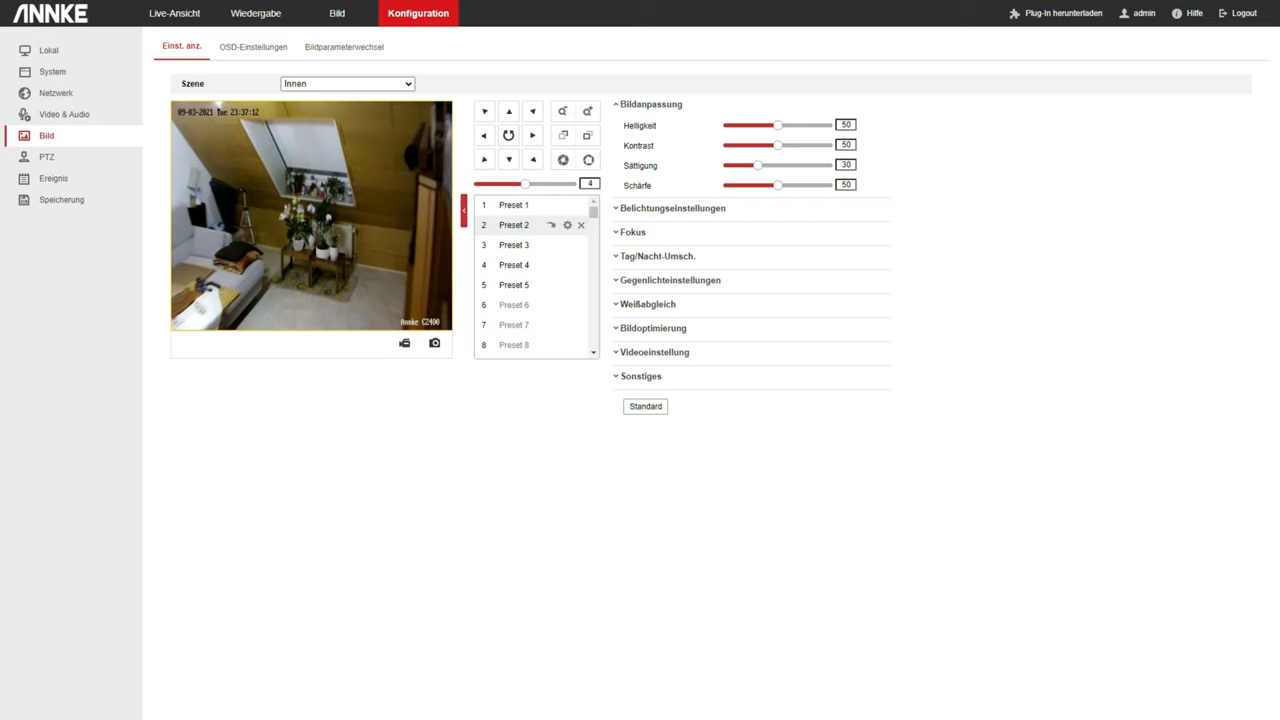 ANNKE
Live-Ansicht
Wiedergabe
Bild
Konfiguration
Plug-In herunterladen
admin
Hilfe
Logout
Lokal
System
Netzwerk
Video & Audio
Bild
PTZ
Ereignis
Speicherung
Einst. anz.
OSD-Einstellungen
Bildparameterwechsel
Szene
Innen
09-03-2021 Tue 23:37:12
Annke CZ400
4
1 Preset 1
2 Preset 2
3 Preset 3
4 Preset 4
5 Preset 5
6 Preset 6
7 Preset 7
8 Preset 8
Bildanpassung
Helligkeit 50
Kontrast 50
Sättigung 30
Schärfe 50
Belichtungseinstellungen
Fokus
Tag/Nacht-Umsch.
Gegenlichteinstellungen
Weißabgleich
Bildoptimierung
Videoeinstellung
Sonstiges
Standard